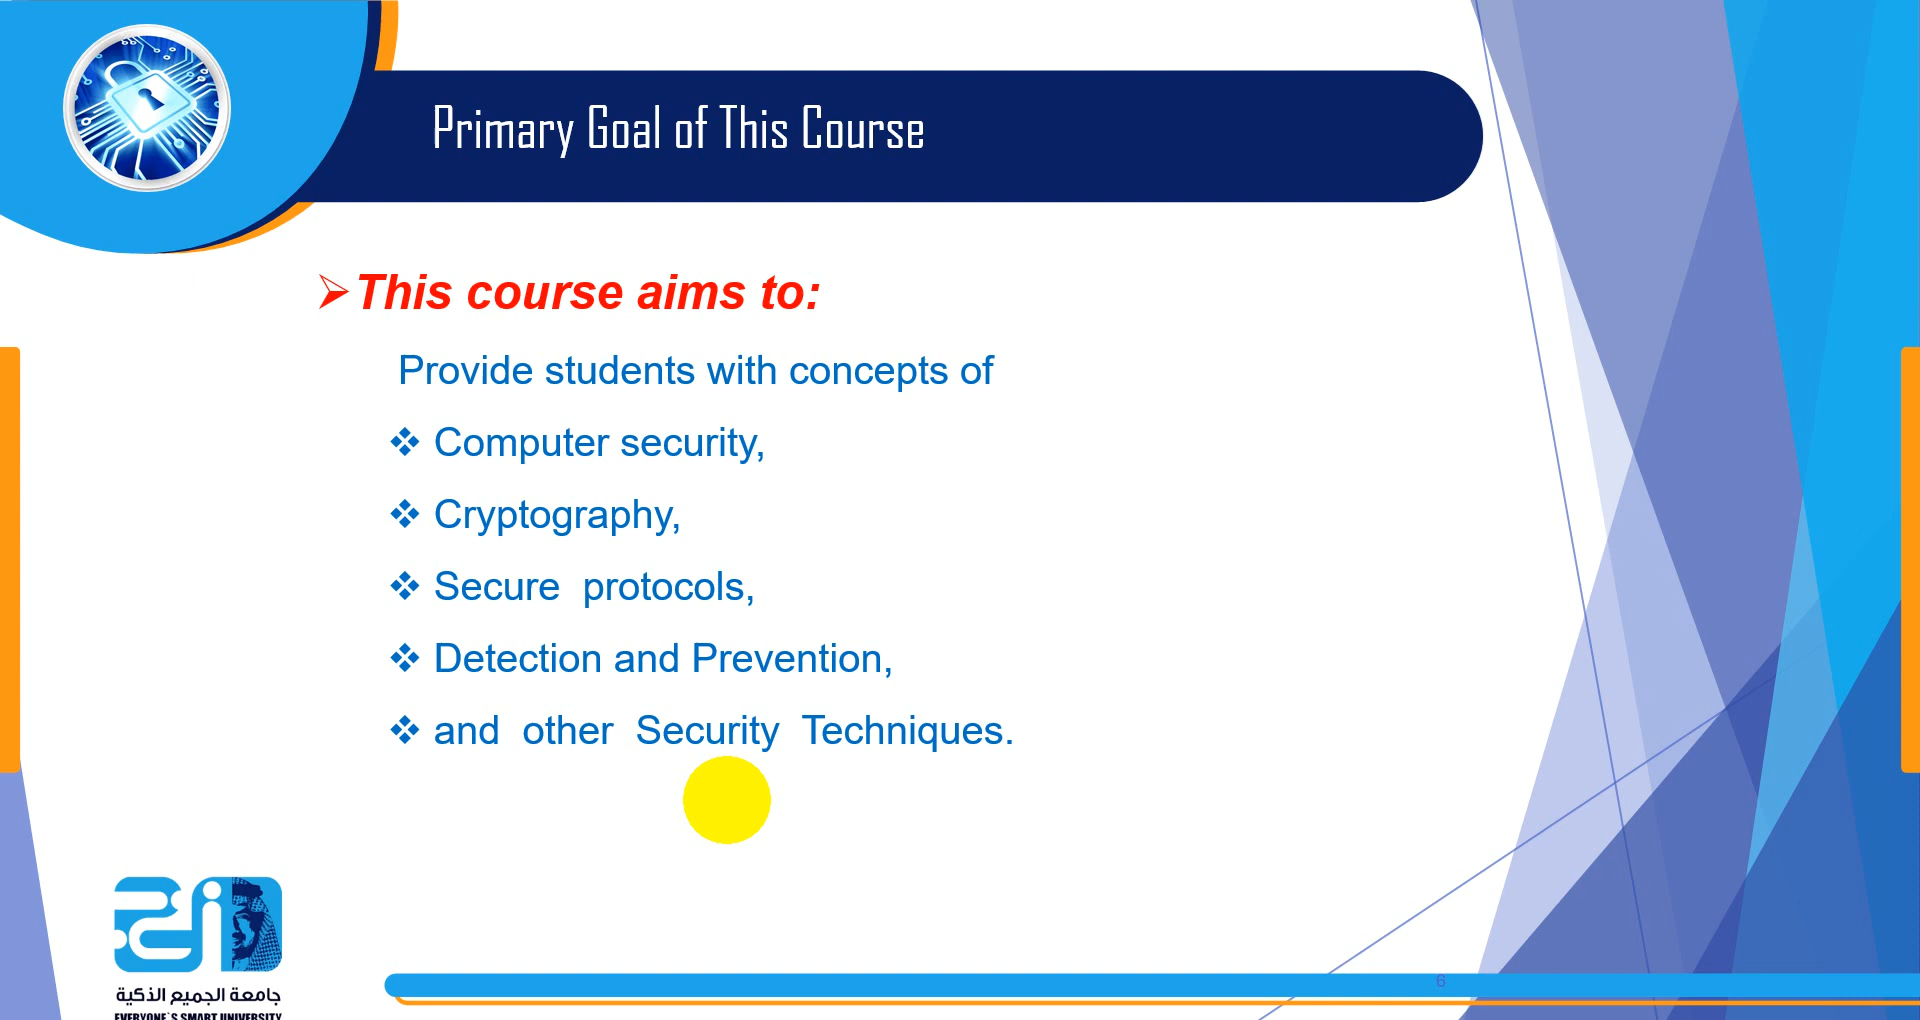 Primary Goal of This Course
This course aims to:
Provide students with concepts of
Computer security,
Cryptography,
Secure protocols,
Detection and Prevention,
and other Security Techniques.
جامعة الجميع الذكية
EVERYONE`S SMART UNIVERSITY
6